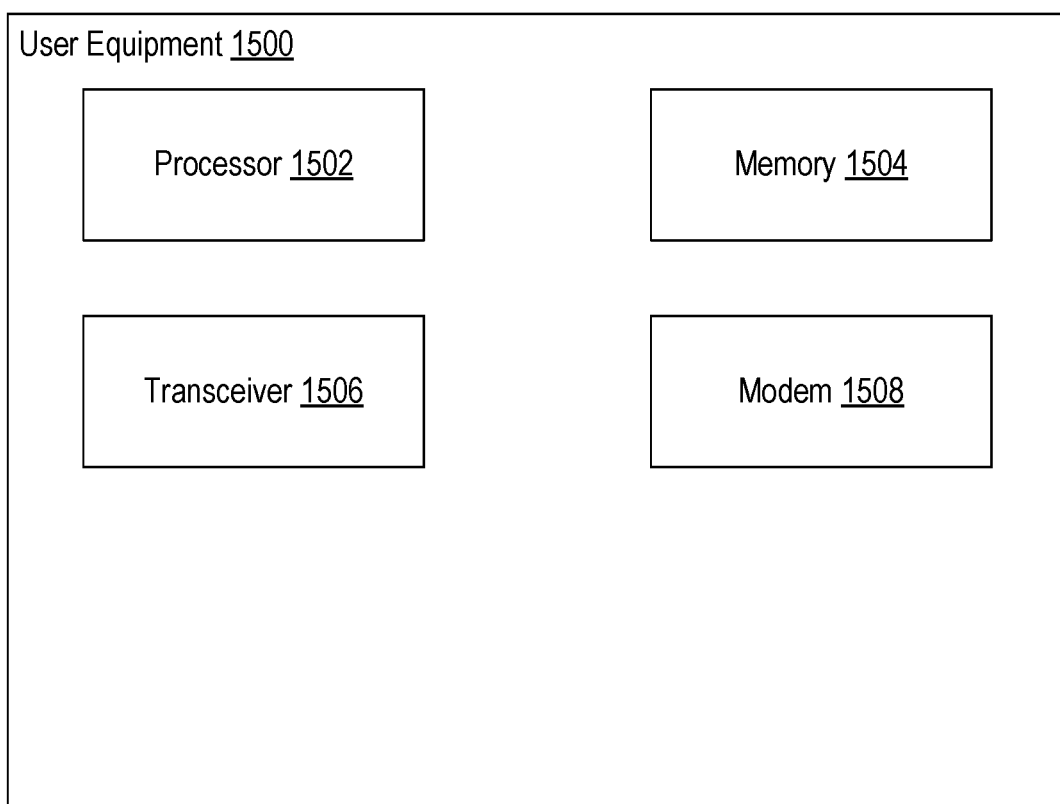 User Equipment 1500
Processor 1502
Memory 1504
Transceiver 1506
Modem 1508